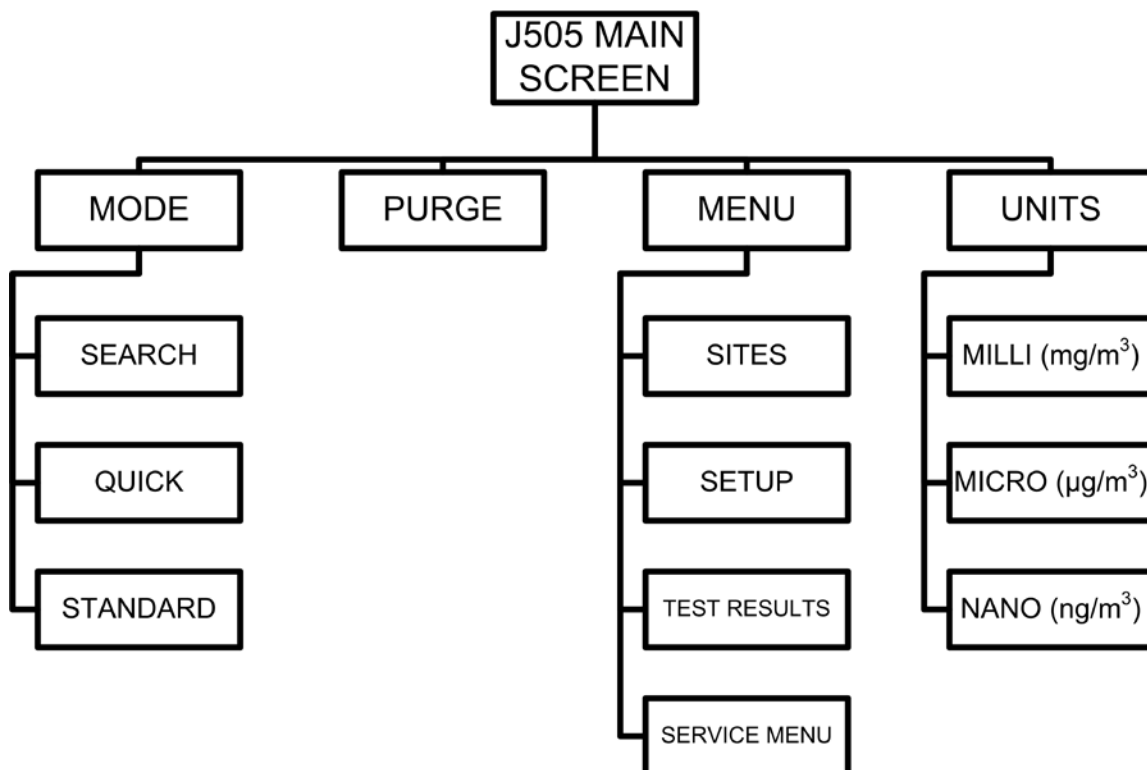 J505 MAIN
SCREEN
MODE
PURGE
MENU
UNITS
SEARCH
SITES
MILLI (mg/m³)
QUICK
SETUP
MICRO (µg/m³)
STANDARD
TEST RESULTS
NANO (ng/m³)
SERVICE MENU